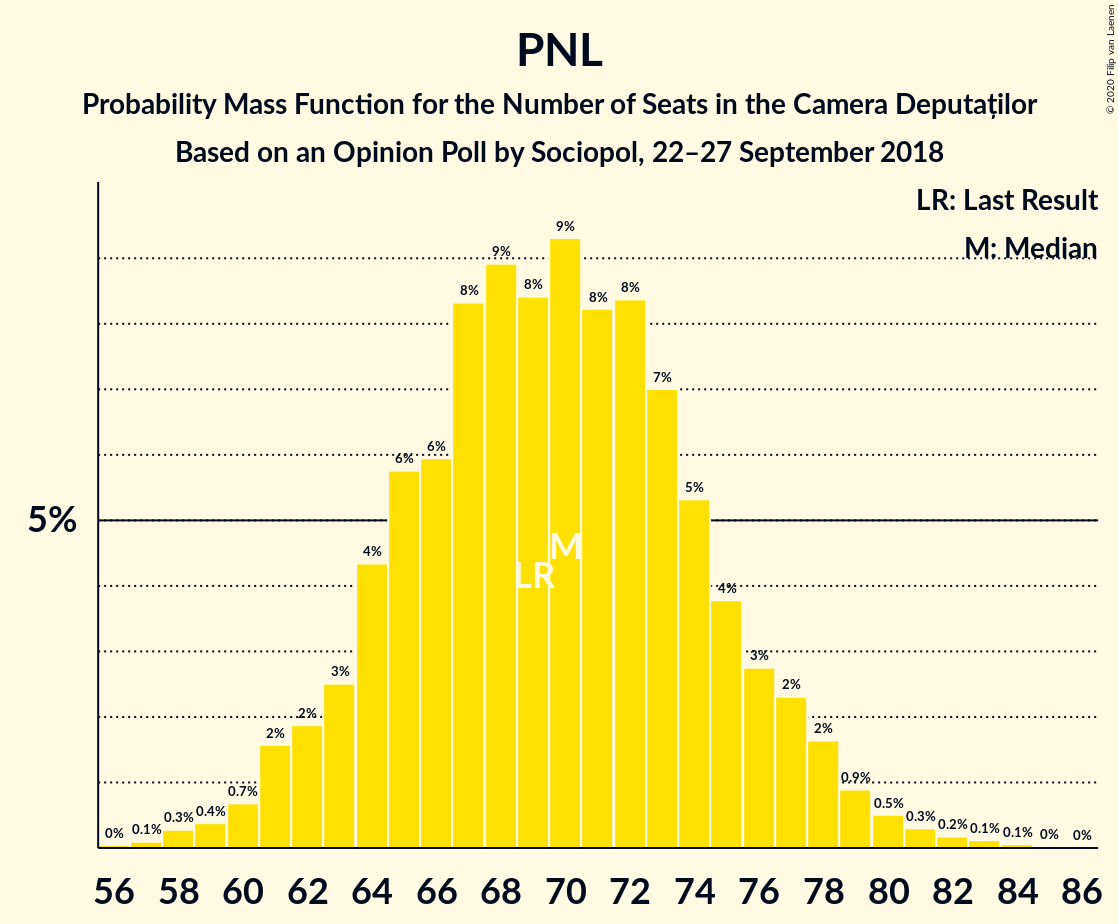 PNL
Probability Mass Function for the Number of Seats in the Camera Deputaților
Based on an Opinion Poll by Sociopol, 22–27 September 2018
© 2020 Filip van Laenen
LR: Last Result
M: Median
5%
0% 0.1% 0.3% 0.4% 0.7% 2% 2% 3% 4% 6% 6% 8% 9% 8% 9% 8% 8% 7% 5% 4% 3% 2% 2% 0.9% 0.5% 0.3% 0.2% 0.1% 0.1% 0% 0%
M
LR
56 58 60 62 64 66 68 70 72 74 76 78 80 82 84 86